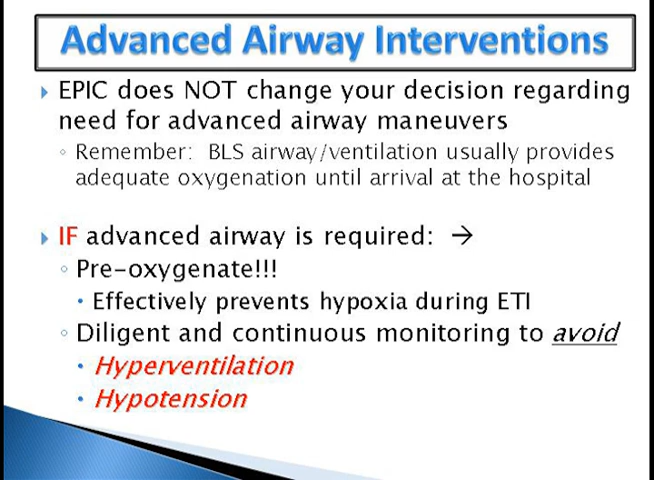 Advanced Airway Interventions
EPIC does NOT change your decision regarding
need for advanced airway maneuvers
Remember: BLS airway/ventilation usually provides
adequate oxygenation until arrival at the hospital
IF advanced airway is required: →
Pre-oxygenate!!!
Effectively prevents hypoxia during ETI
Diligent and continuous monitoring to avoid
Hyperventilation
Hypotension